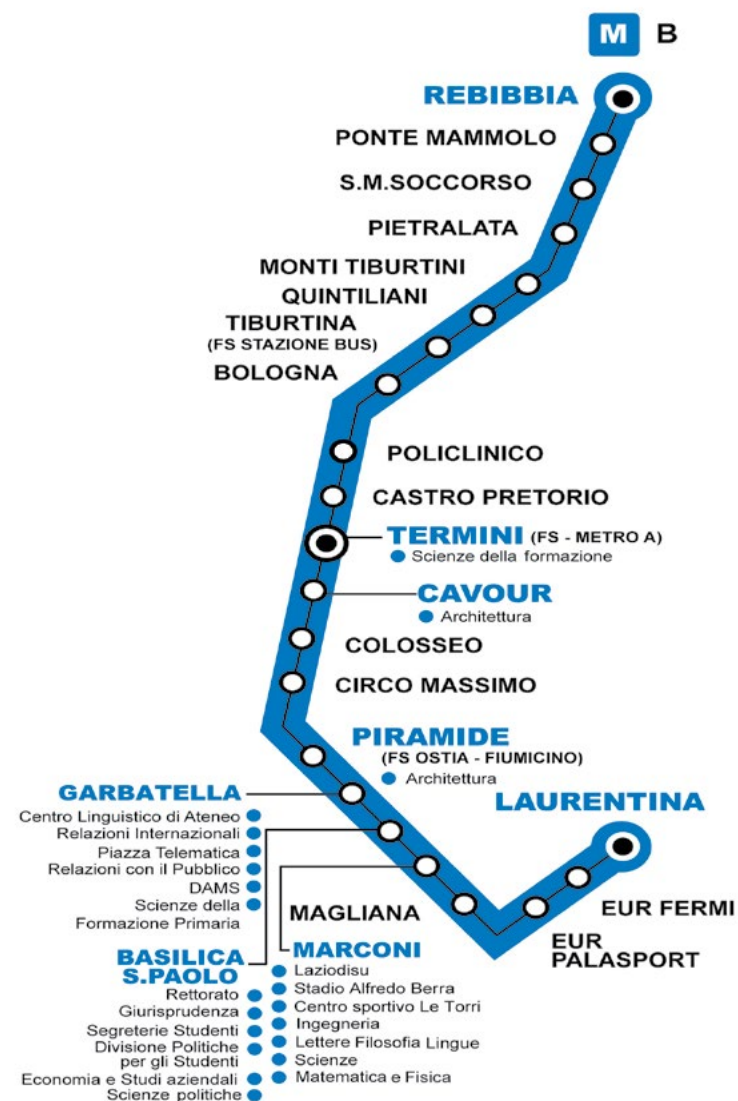 M B
REBIBBIA
PONTE MAMMOLO
S.M.SOCCORSO
PIETRALATA
MONTI TIBURTINI
QUINTILIANI
TIBURTINA
(FS STAZIONE BUS)
BOLOGNA
POLICLINICO
CASTRO PRETORIO
TERMINI (FS - METRO A)
Scienze della formazione
CAVOUR
Architettura
COLOSSEO
CIRCO MASSIMO
PIRAMIDE
(FS OSTIA - FIUMICINO)
Architettura
GARBATELLA
Centro Linguistico di Ateneo
Relazioni Internazionali
Piazza Telematica
Relazioni con il Pubblico
DAMS
Scienze della
Formazione Primaria
BASILICA
S.PAOLO
Rettorato
Giurisprudenza
Segreterie Studenti
Divisione Politiche
per gli Studenti
Economia e Studi aziendali
Scienze politiche
MARCONI
Laziodisu
Stadio Alfredo Berra
Centro sportivo Le Torri
Ingegneria
Lettere Filosofia Lingue
Scienze
Matematica e Fisica
MAGLIANA
EUR
PALASPORT
EUR FERMI
LAURENTINA